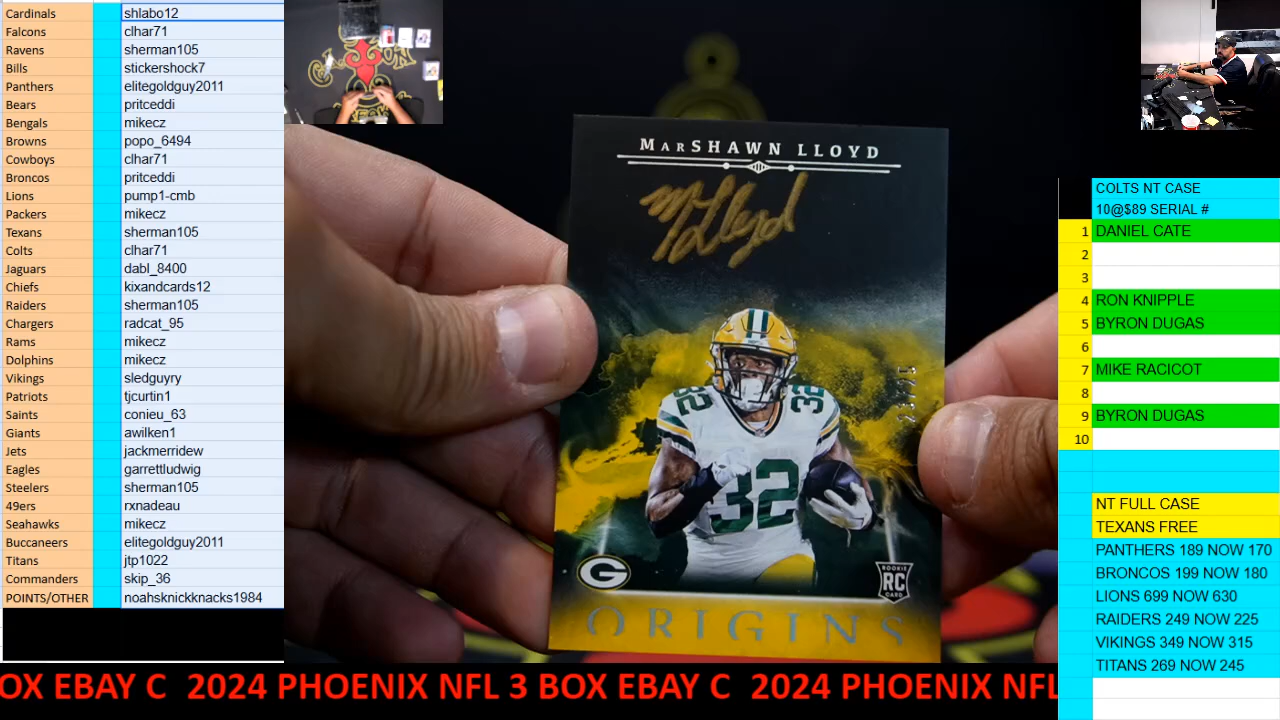 Cardinals shlabo12
Falcons clhar71
Ravens sherman105
Bills stickershock7
Panthers elitegoldguy2011
Bears pritceddi
Bengals mikecz
Browns popo_6494
Cowboys clhar71
Broncos pritceddi
Lions pump1-cmb
Packers mikecz
Texans sherman105
Colts clhar71
Jaguars dabl_8400
Chiefs kixandcards12
Raiders sherman105
Chargers radcat_95
Rams mikecz
Dolphins mikecz
Vikings sledguyry
Patriots tjcurtin1
Saints conieu_63
Giants awilken1
Jets jackmerridew
Eagles garrettludwig
Steelers sherman105
49ers rxnadeau
Seahawks mikecz
Buccaneers elitegoldguy2011
Titans jtp1022
Commanders skip_36
POINTS/OTHER noahsknickknacks1984
MARSHAWN LLOYD
M Lloyd
32
32
32
G
ROOKIE
RC
CARD
ORIGINS
COLTS NT CASE
10@$89 SERIAL #
1 DANIEL CATE
2
3
4 RON KNIPPLE
5 BYRON DUGAS
6
7 MIKE RACICOT
8
9 BYRON DUGAS
10
NT FULL CASE
TEXANS FREE
PANTHERS 189 NOW 170
BRONCOS 199 NOW 180
LIONS 699 NOW 630
RAIDERS 249 NOW 225
VIKINGS 349 NOW 315
TITANS 269 NOW 245
OX EBAY C 2024 PHOENIX NFL 3 BOX EBAY C 2024 PHOENIX NFL